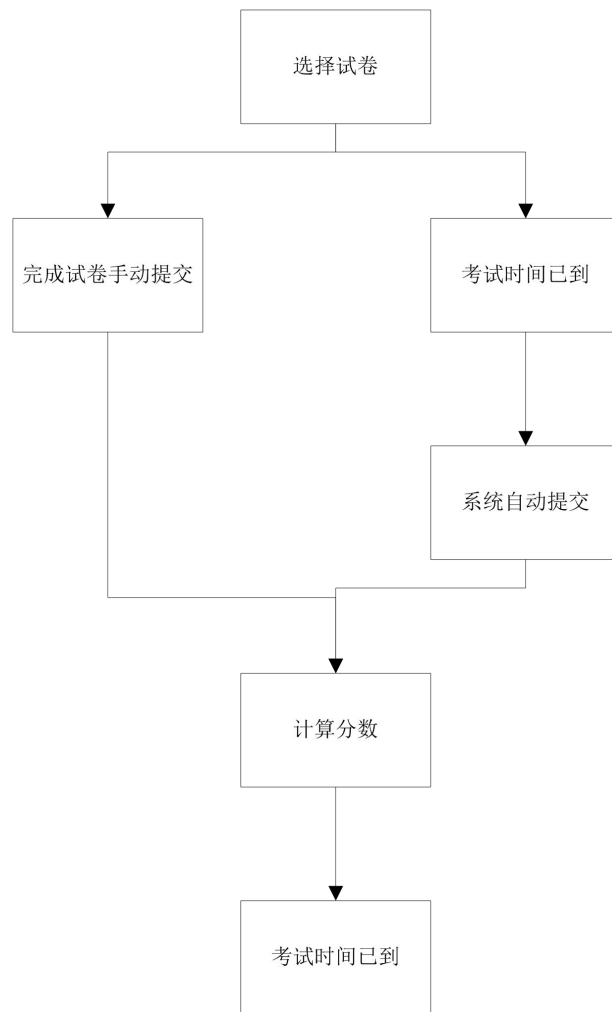 选择试卷
完成试卷手动提交
考试时间已到
系统自动提交
计算分数
考试时间已到